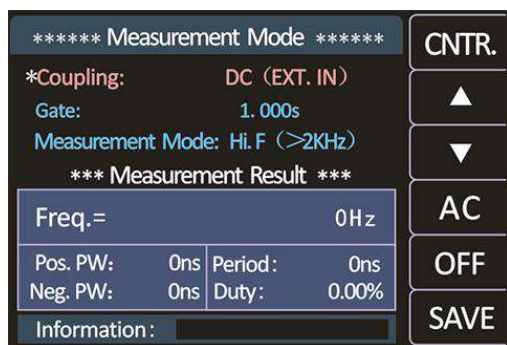 ****** Measurement Mode ******
*Coupling: DC (EXT. IN)
Gate: 1.000s
Measurement Mode: Hi.F (>2KHz)
*** Measurement Result ***
Freq.= 0Hz
Pos. PW: 0ns Period: 0ns
Neg. PW: 0ns Duty: 0.00%
Information:
CNTR.
▲
▼
AC
OFF
SAVE